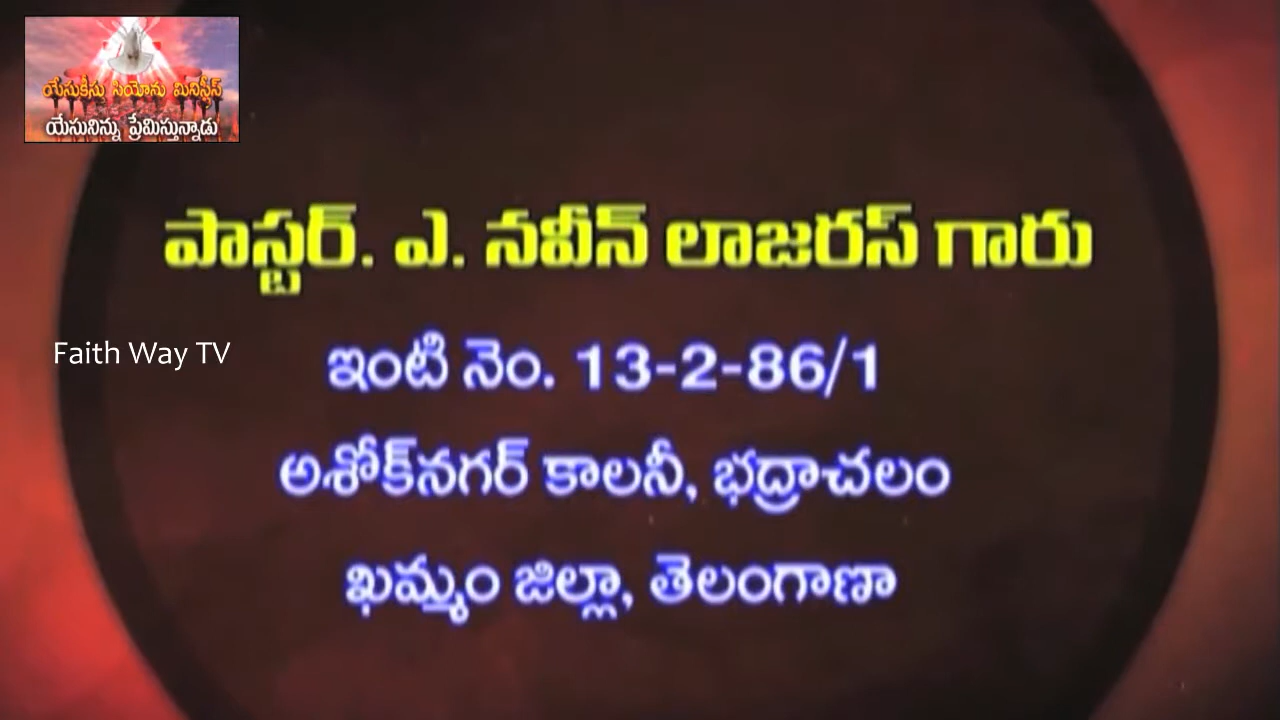 యేసుక్రీస్తు సియోను మినిస్ట్రీస్
యేసునిన్ను ప్రేమిస్తున్నాడు
పాస్టర్. ఎ. నవీన్ లాజరస్ గారు
Faith Way TV
ఇంటి నెం. 13-2-86/1
అశోక్‌నగర్ కాలనీ, భద్రాచలం
ఖమ్మం జిల్లా, తెలంగాణా